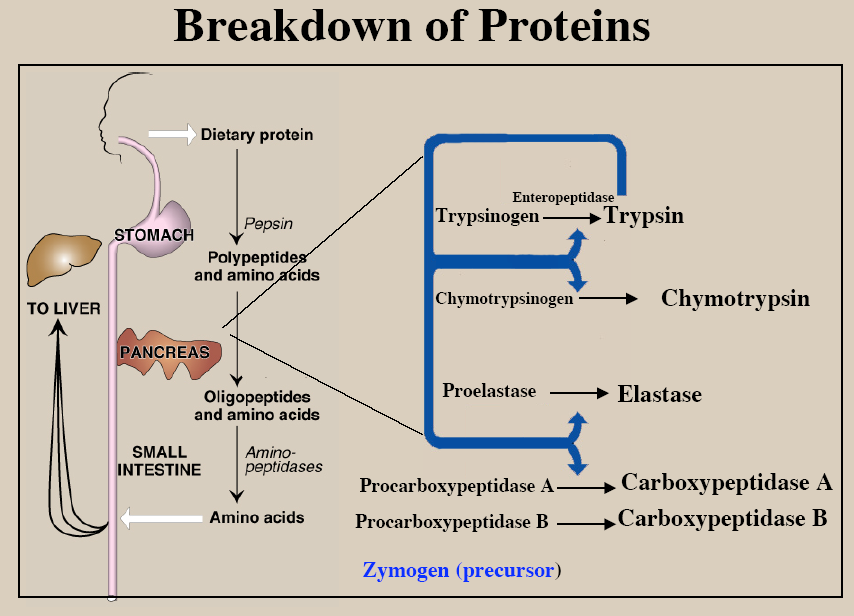 Breakdown of Proteins
Dietary protein
Pepsin
STOMACH
Polypeptides
and amino acids
TO LIVER
PANCREAS
Oligopeptides
and amino acids
SMALL
INTESTINE
Amino-
peptidases
Amino acids
Enteropeptidase
Trypsinogen
Trypsin
Chymotrypsinogen
Chymotrypsin
Proelastase
Elastase
Procarboxypeptidase A
Carboxypeptidase A
Procarboxypeptidase B
Carboxypeptidase B
Zymogen (precursor)